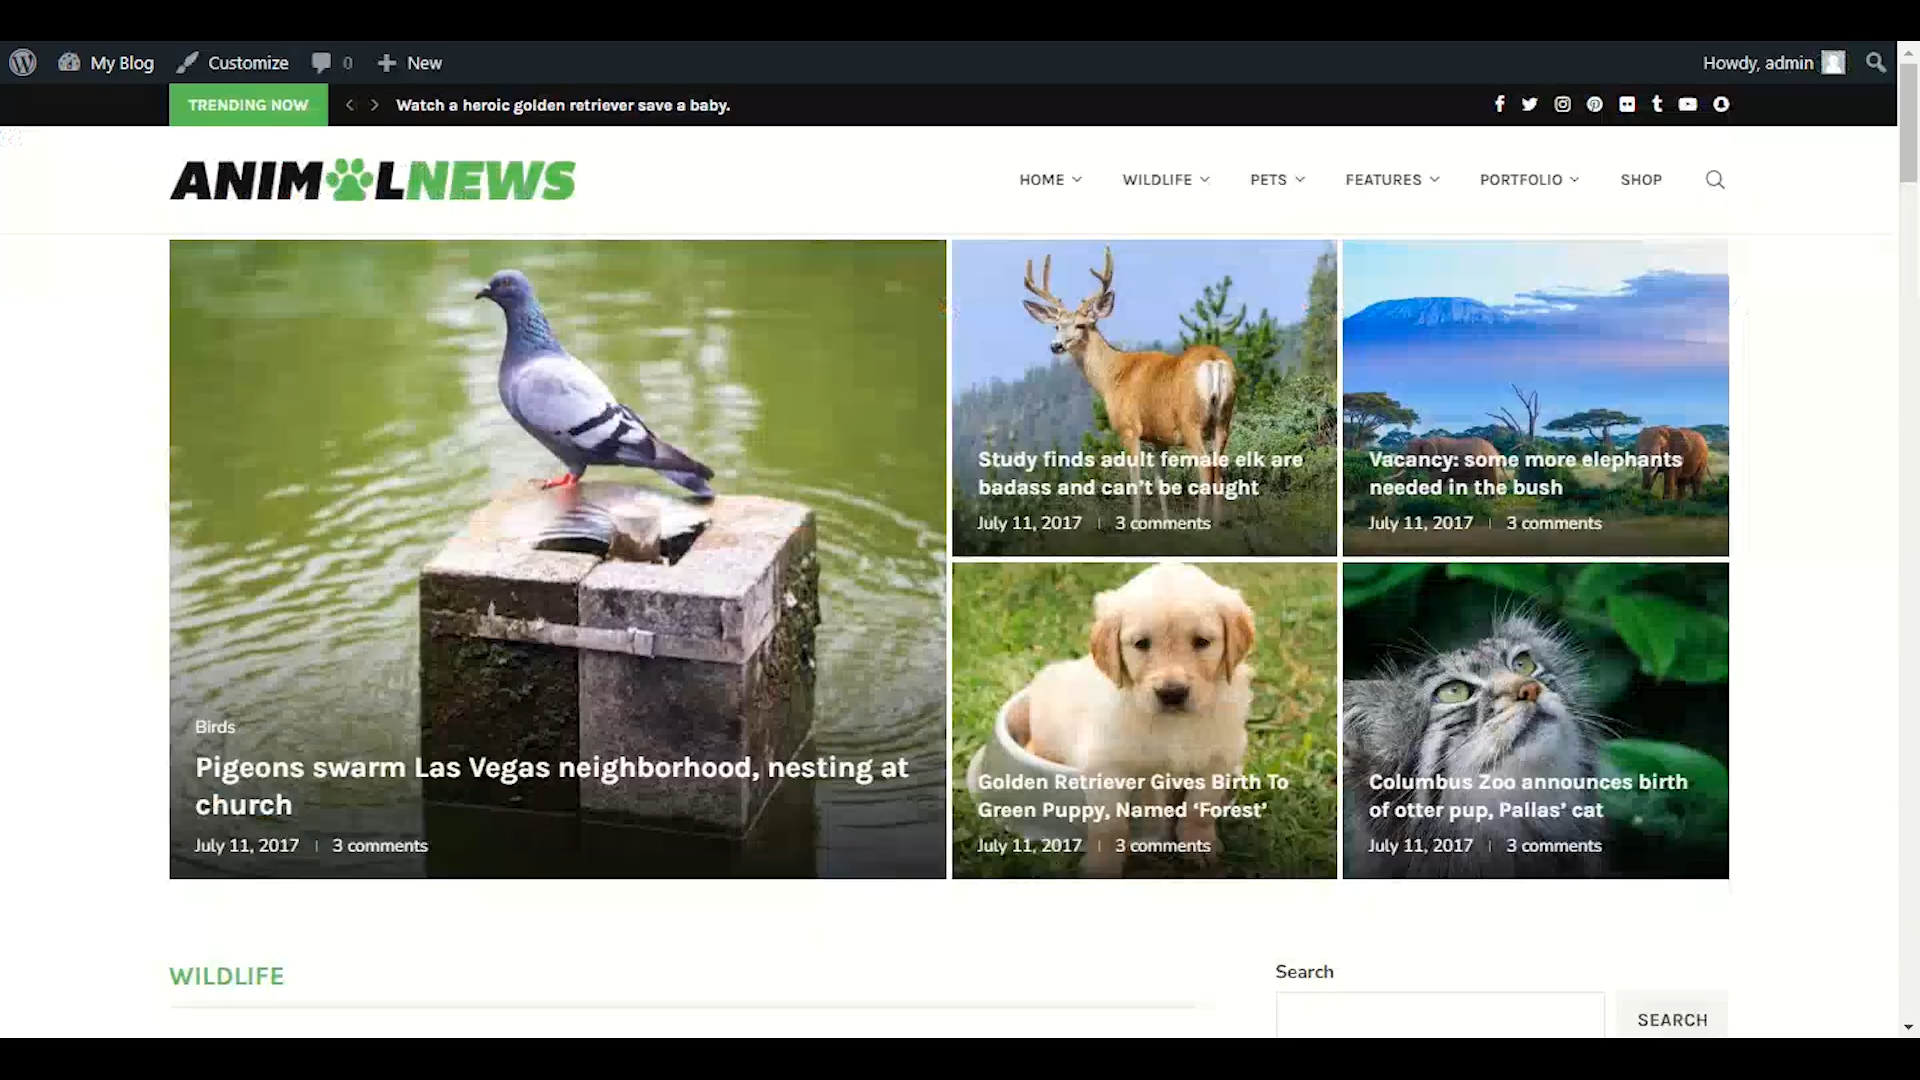 My Blog
Customize
0
New
Howdy, admin
TRENDING NOW
Watch a heroic golden retriever save a baby.
ANIMALNEWS
HOME
WILDLIFE
PETS
FEATURES
PORTFOLIO
SHOP
Birds
Pigeons swarm Las Vegas neighborhood, nesting at
church
July 11, 2017
3 comments
Study finds adult female elk are
badass and can't be caught
July 11, 2017
3 comments
Vacancy: some more elephants
needed in the bush
July 11, 2017
3 comments
Golden Retriever Gives Birth To
Green Puppy, Named ‘Forest’
July 11, 2017
3 comments
Columbus Zoo announces birth
of otter pup, Pallas’ cat
July 11, 2017
3 comments
WILDLIFE
Search
SEARCH